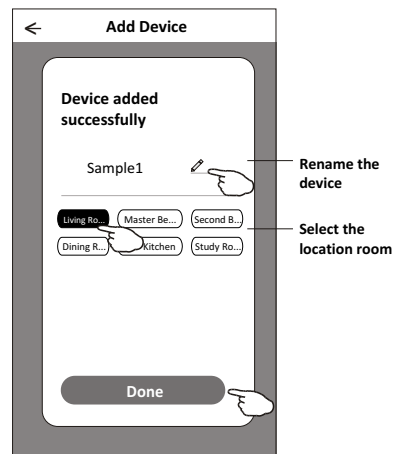 Add Device
Device added
successfully
Sample1
Rename the
device
Living Ro...
Master Be...
Second B...
Select the
location room
Dining R...
Kitchen
Study Ro...
Done